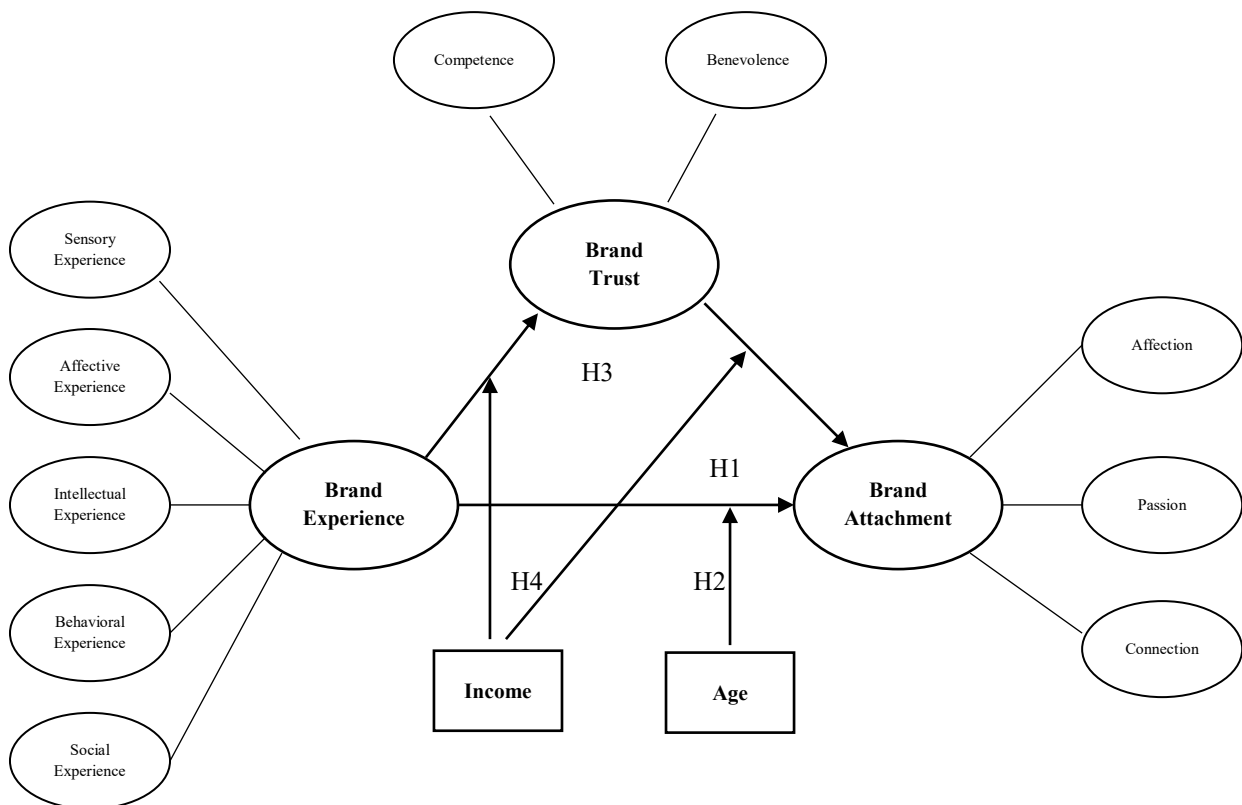 Competence
Benevolence
Sensory
Experience
Brand
Trust
Affective
Experience
H3
Affection
H1
Intellectual
Experience
Brand
Experience
Brand
Attachment
Passion
H4
H2
Behavioral
Experience
Connection
Income
Age
Social
Experience